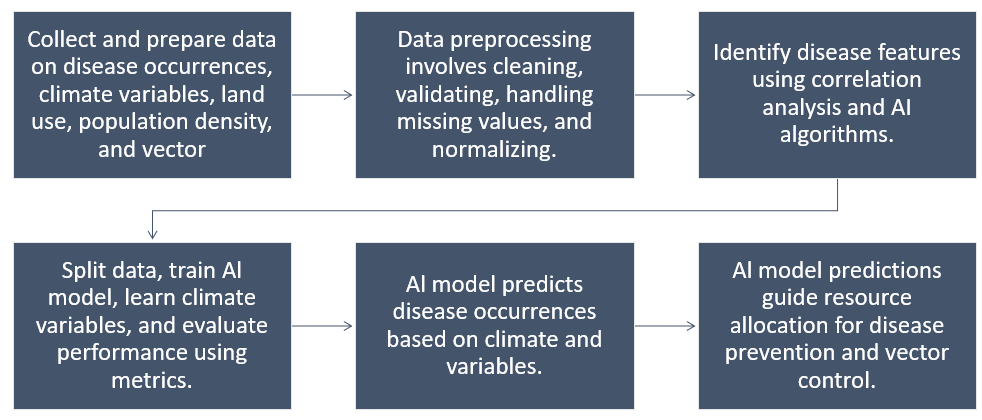 Collect and prepare data
on disease occurrences,
climate variables, land
use, population density,
and vector
Data preprocessing
involves cleaning,
validating, handling
missing values, and
normalizing.
Identify disease features
using correlation
analysis and AI
algorithms.
Split data, train AI
model, learn climate
variables, and evaluate
performance using
metrics.
AI model predicts
disease occurrences
based on climate and
variables.
AI model predictions
guide resource
allocation for disease
prevention and vector
control.